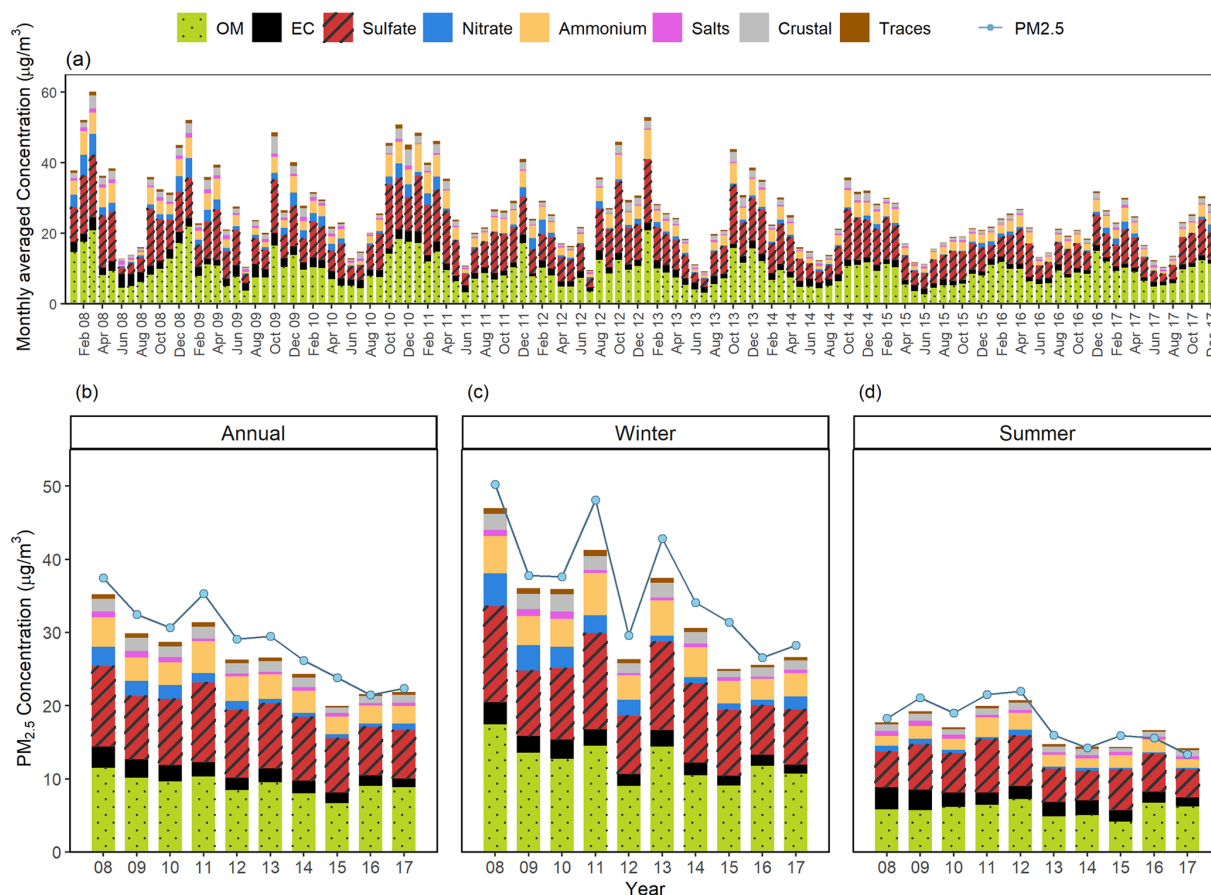 OM EC Sulfate Nitrate Ammonium Salts Crustal Traces PM2.5
(a)
Monthly averaged Concentration (μg/m³)
60
40
20
0
Feb 08 Apr 08 Jun 08 Aug 08 Oct 08 Dec 08 Feb 09 Apr 09 Jun 09 Aug 09 Oct 09 Dec 09 Feb 10 Apr 10 Jun 10 Aug 10 Oct 10 Dec 10 Feb 11 Apr 11 Jun 11 Aug 11 Oct 11 Dec 11 Feb 12 Apr 12 Jun 12 Aug 12 Oct 12 Dec 12 Feb 13 Apr 13 Jun 13 Aug 13 Oct 13 Dec 13 Feb 14 Apr 14 Jun 14 Aug 14 Oct 14 Dec 14 Feb 15 Apr 15 Jun 15 Aug 15 Oct 15 Dec 15 Feb 16 Apr 16 Jun 16 Aug 16 Oct 16 Dec 16 Feb 17 Apr 17 Jun 17 Aug 17 Oct 17 Dec 17
(b) (c) (d)
Annual Winter Summer
PM₂.₅ Concentration (μg/m³)
50
40
30
20
10
0
08 09 10 11 12 13 14 15 16 17 08 09 10 11 12 13 14 15 16 17 08 09 10 11 12 13 14 15 16 17
Year